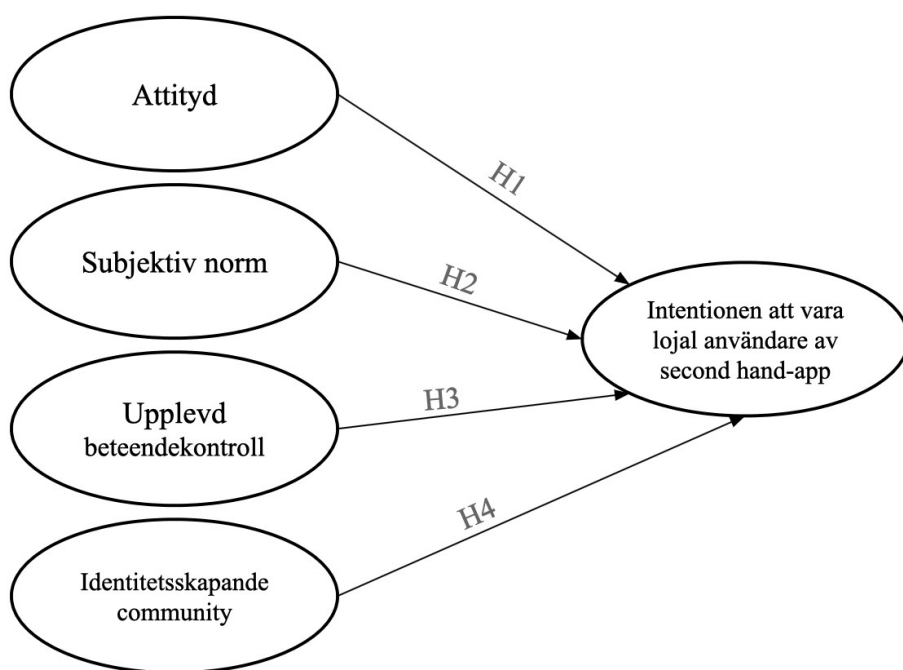 Attityd
H1
Subjektiv norm
H2
Intentionen att vara
lojal användare av
second hand-app
Upplevd
beteendekontroll
H3
H4
Identitetsskapande
community